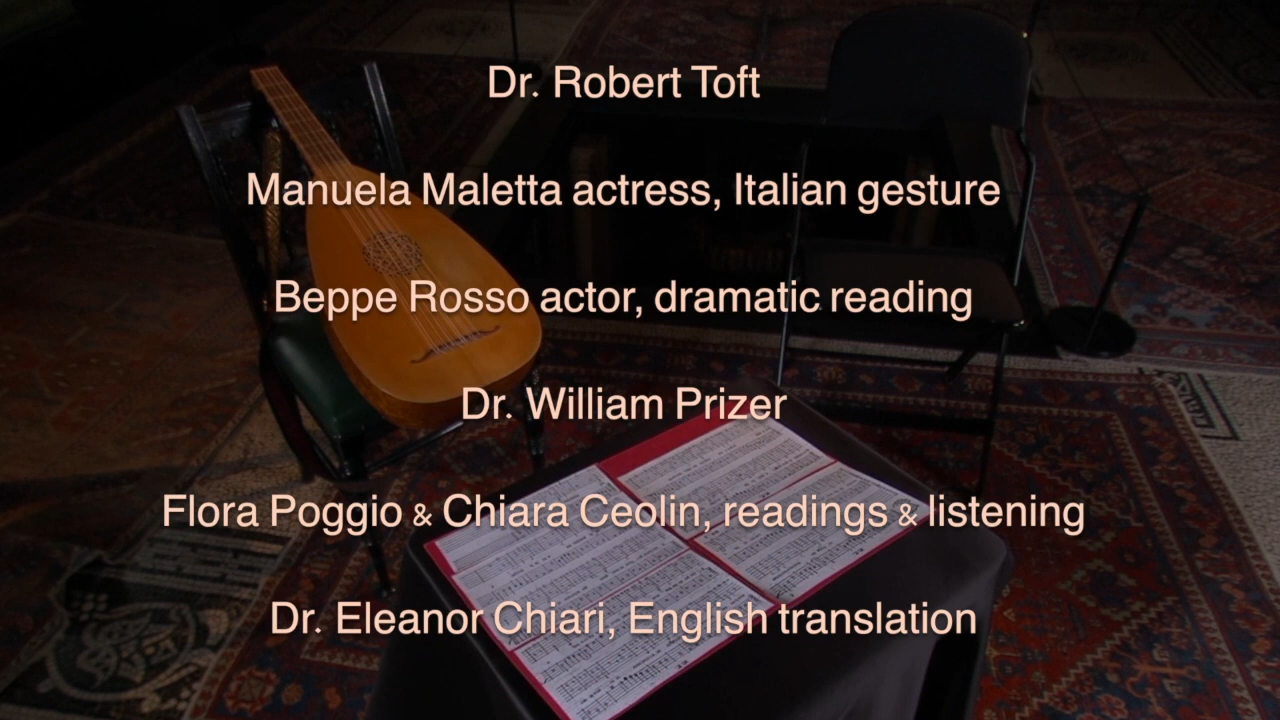 Dr. Robert Toft
Manuela Maletta actress, Italian gesture
Beppe Rosso actor, dramatic reading
Dr. William Prizer
Flora Poggio & Chiara Ceolin, readings & listening
Dr. Eleanor Chiari, English translation